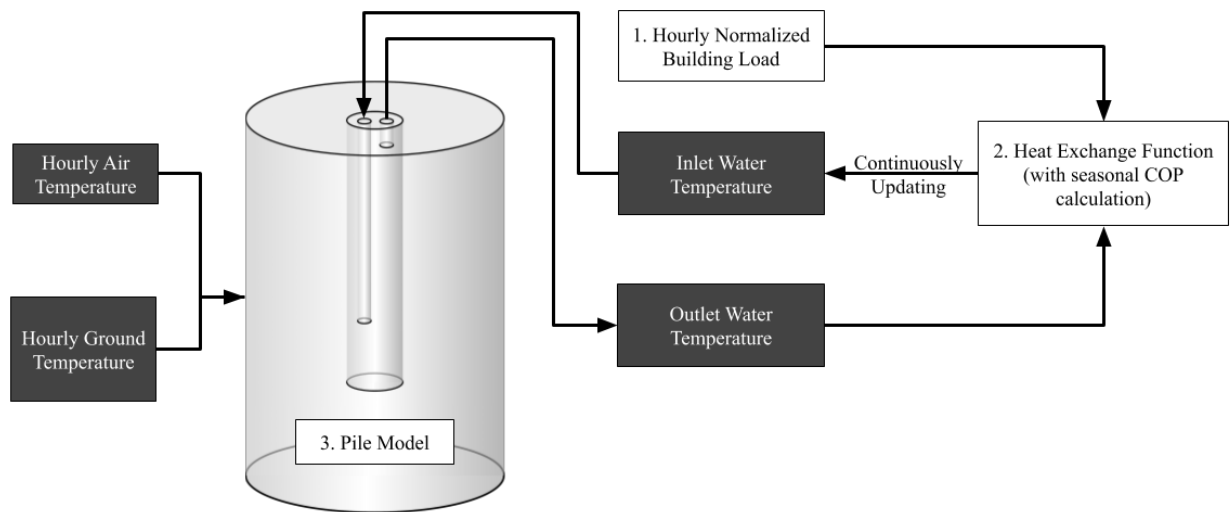 1. Hourly Normalized
Building Load
Hourly Air
Temperature
Inlet Water
Temperature
Continuously
Updating
2. Heat Exchange Function
(with seasonal COP
calculation)
Hourly Ground
Temperature
Outlet Water
Temperature
3. Pile Model